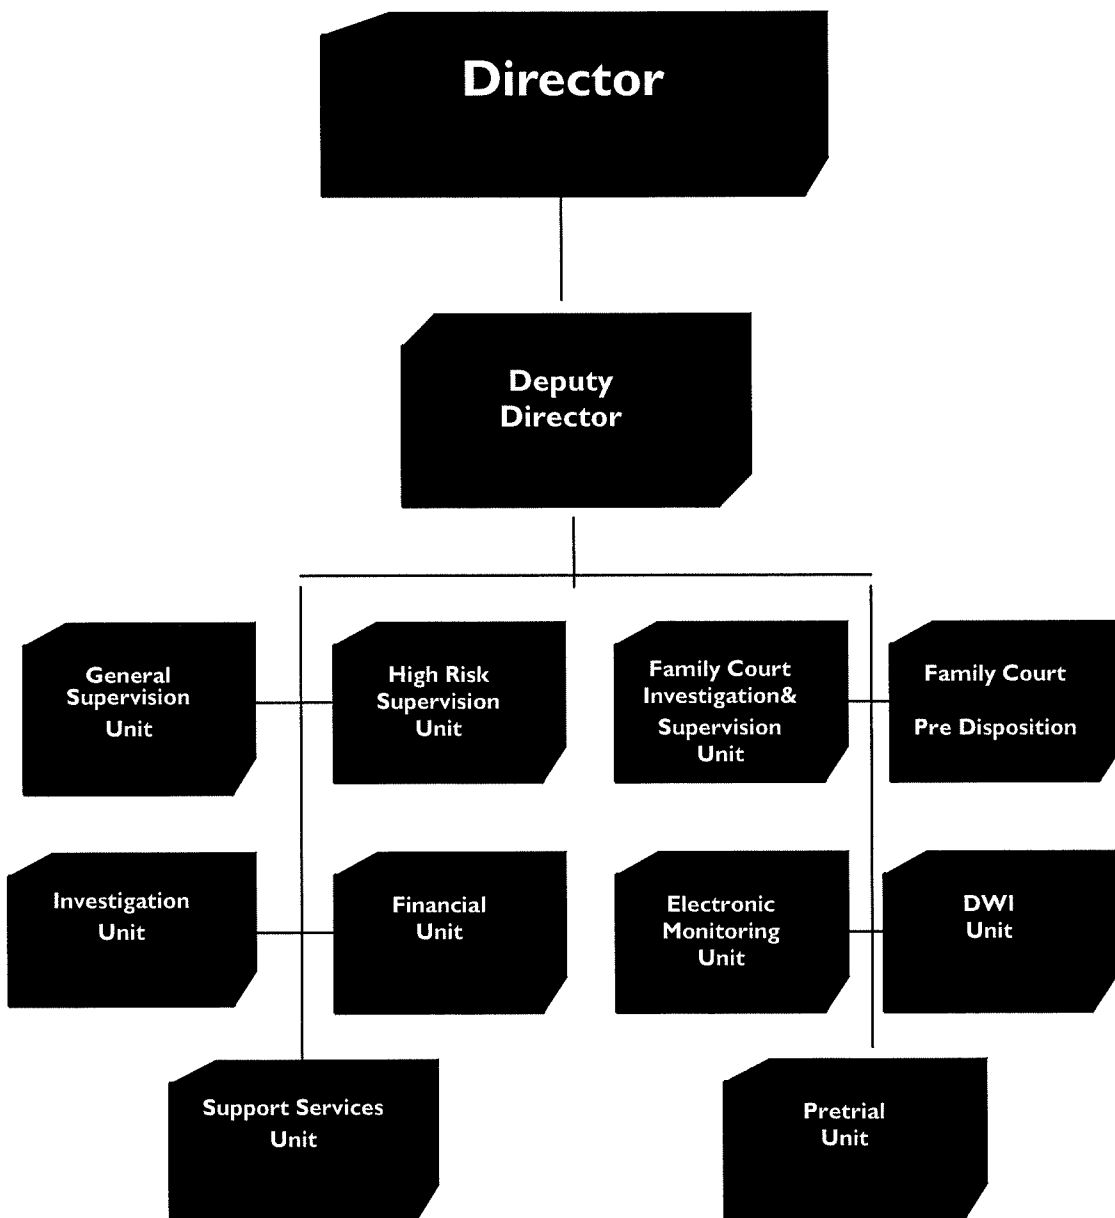 Director
Deputy
Director
General
Supervision
Unit
High Risk
Supervision
Unit
Family Court
Investigation&
Supervision
Unit
Family Court
Pre Disposition
Investigation
Unit
Financial
Unit
Electronic
Monitoring
Unit
DWI
Unit
Support Services
Unit
Pretrial
Unit